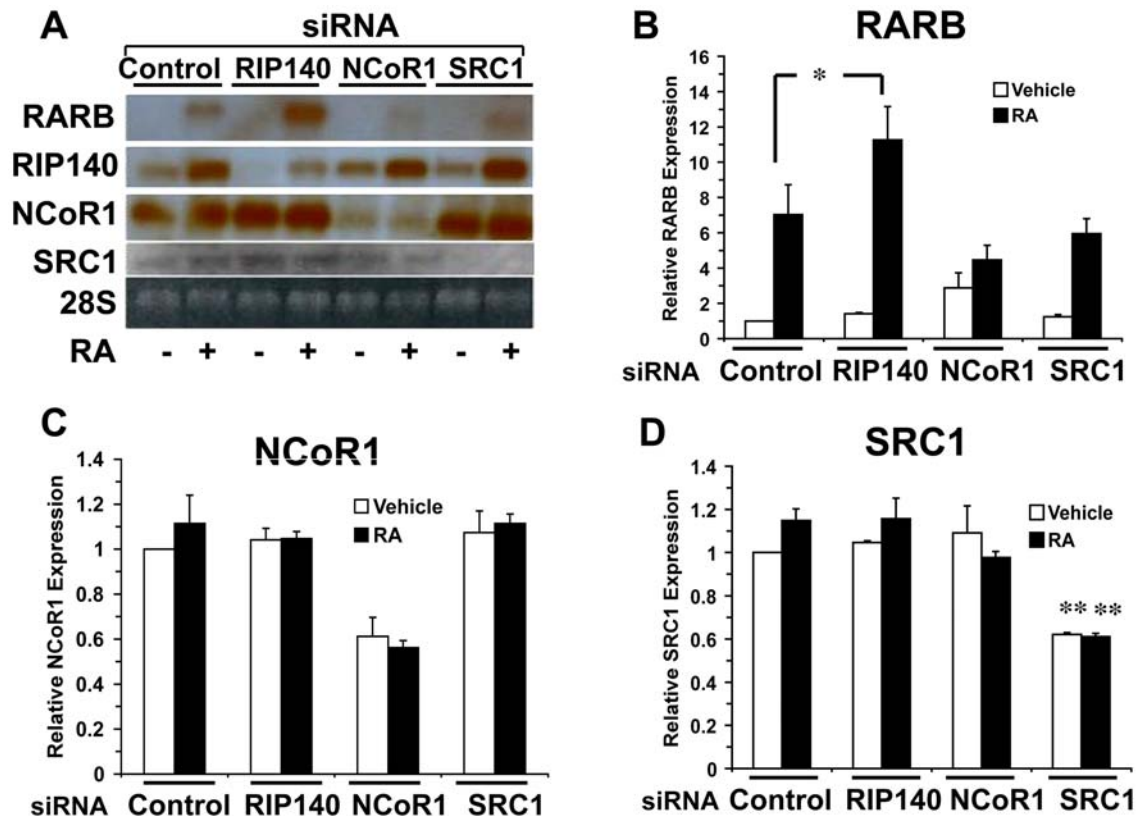 A
siRNA
Control RIP140 NCoR1 SRC1
RARB
RIP140
NCoR1
SRC1
28S
RA - + - + - + - +
B
RARB
Relative RARB Expression
16
14
12
10
8
6
4
2
0
*
Vehicle
RA
siRNA Control RIP140 NCoR1 SRC1
C
NCoR1
Relative NCoR1 Expression
1.4
1.2
1
0.8
0.6
0.4
0.2
0
Vehicle
RA
siRNA Control RIP140 NCoR1 SRC1
D
SRC1
Relative SRC1 Expression
1.4
1.2
1
0.8
0.6
0.4
0.2
0
Vehicle
RA
** **
siRNA Control RIP140 NCoR1 SRC1